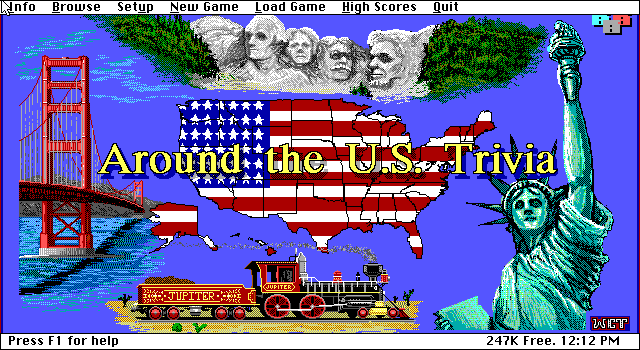 Info Browse Setup New Game Load Game High Scores Quit
Around the U.S. Trivia
JUPITER
JUPITER
WCT
Press F1 for help 247K Free. 12:12 PM